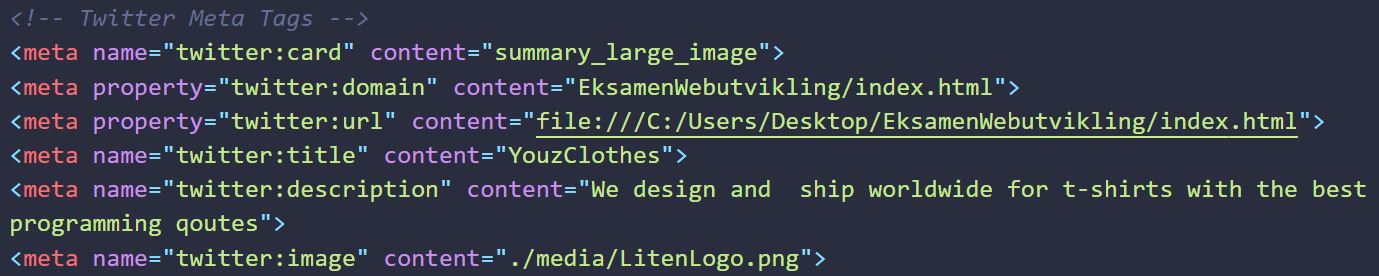 <!-- Twitter Meta Tags -->
<meta name="twitter:card" content="summary_large_image">
<meta property="twitter:domain" content="EksamenWebutvikling/index.html">
<meta property="twitter:url" content="file:///C:/Users/Desktop/EksamenWebutvikling/index.html">
<meta name="twitter:title" content="YouzClothes">
<meta name="twitter:description" content="We design and  ship worldwide for t-shirts with the best
programming qoutes">
<meta name="twitter:image" content="./media/LitenLogo.png">